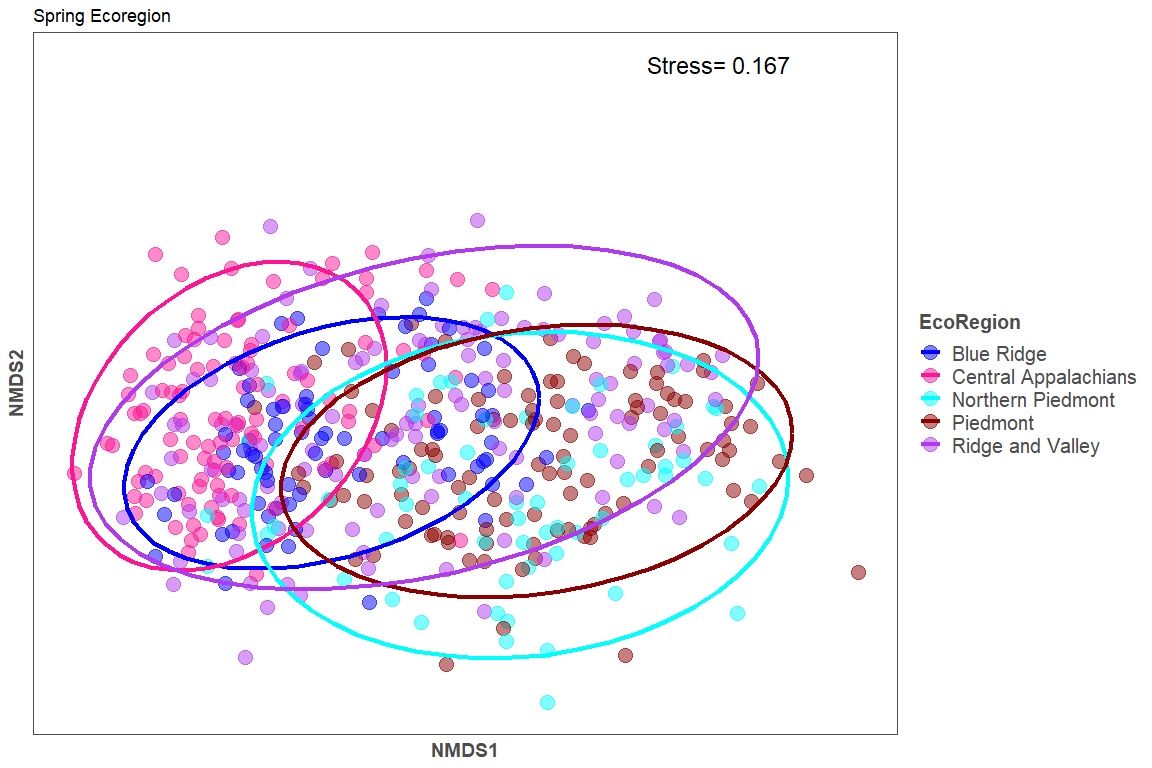 Spring Ecoregion
Stress= 0.167
NMDS2
NMDS1
EcoRegion
Blue Ridge
Central Appalachians
Northern Piedmont
Piedmont
Ridge and Valley